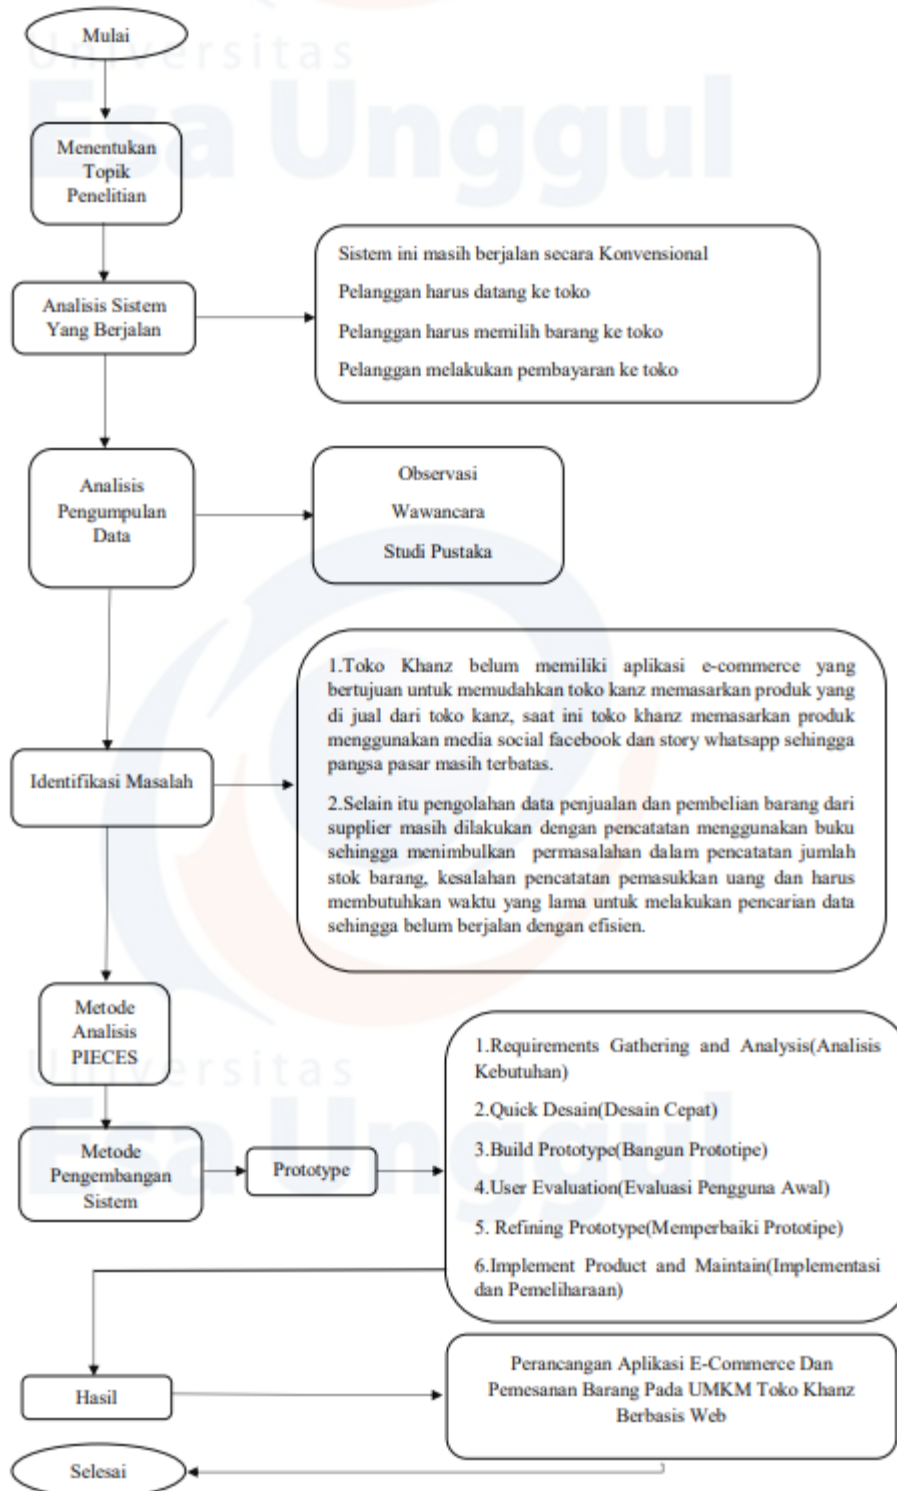 Mulai
Universitas
Esa Unggul
Menentukan
Topik
Penelitian
Analisis Sistem
Yang Berjalan
Sistem ini masih berjalan secara Konvensional
Pelanggan harus datang ke toko
Pelanggan harus memilih barang ke toko
Pelanggan melakukan pembayaran ke toko
Analisis
Pengumpulan
Data
Observasi
Wawancara
Studi Pustaka
Identifikasi Masalah
1.Toko Khanz belum memiliki aplikasi e-commerce yang
bertujuan untuk memudahkan toko kanz memasarkan produk yang
di jual dari toko kanz, saat ini toko khanz memasarkan produk
menggunakan media social facebook dan story whatsapp sehingga
pangsa pasar masih terbatas.
2.Selain itu pengolahan data penjualan dan pembelian barang dari
supplier masih dilakukan dengan pencatatan menggunakan buku
sehingga menimbulkan permasalahan dalam pencatatan jumlah
stok barang, kesalahan pencatatan pemasukkan uang dan harus
membutuhkan waktu yang lama untuk melakukan pencarian data
sehingga belum berjalan dengan efisien.
Metode
Analisis
PIECES
Universitas
Esa Unggul
Metode
Pengembangan
Sistem
Prototype
1.Requirements Gathering and Analysis(Analisis
Kebutuhan)
2.Quick Desain(Desain Cepat)
3.Build Prototype(Bangun Prototipe)
4.User Evaluation(Evaluasi Pengguna Awal)
5. Refining Prototype(Memperbaiki Prototipe)
6.Implement Product and Maintain(Implementasi
dan Pemeliharaan)
Hasil
Perancangan Aplikasi E-Commerce Dan
Pemesanan Barang Pada UMKM Toko Khanz
Berbasis Web
Selesai